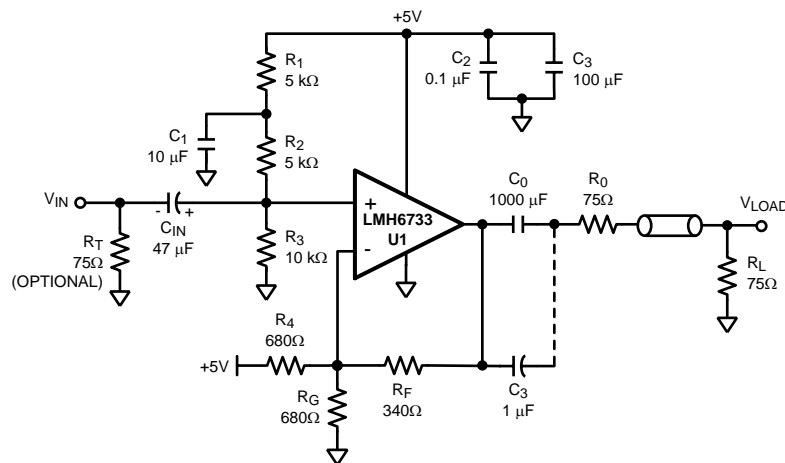 +5V
R1
5 kΩ
C2
0.1 µF
C3
100 µF
C1
10 µF
R2
5 kΩ
VIN
- +
CIN
47 µF
RT
75Ω
(OPTIONAL)
R3
10 kΩ
+
LMH6733
U1
-
C0
1000 µF
R0
75Ω
VLOAD
RL
75Ω
R4
680Ω
+5V
RG
680Ω
RF
340Ω
C3
1 µF